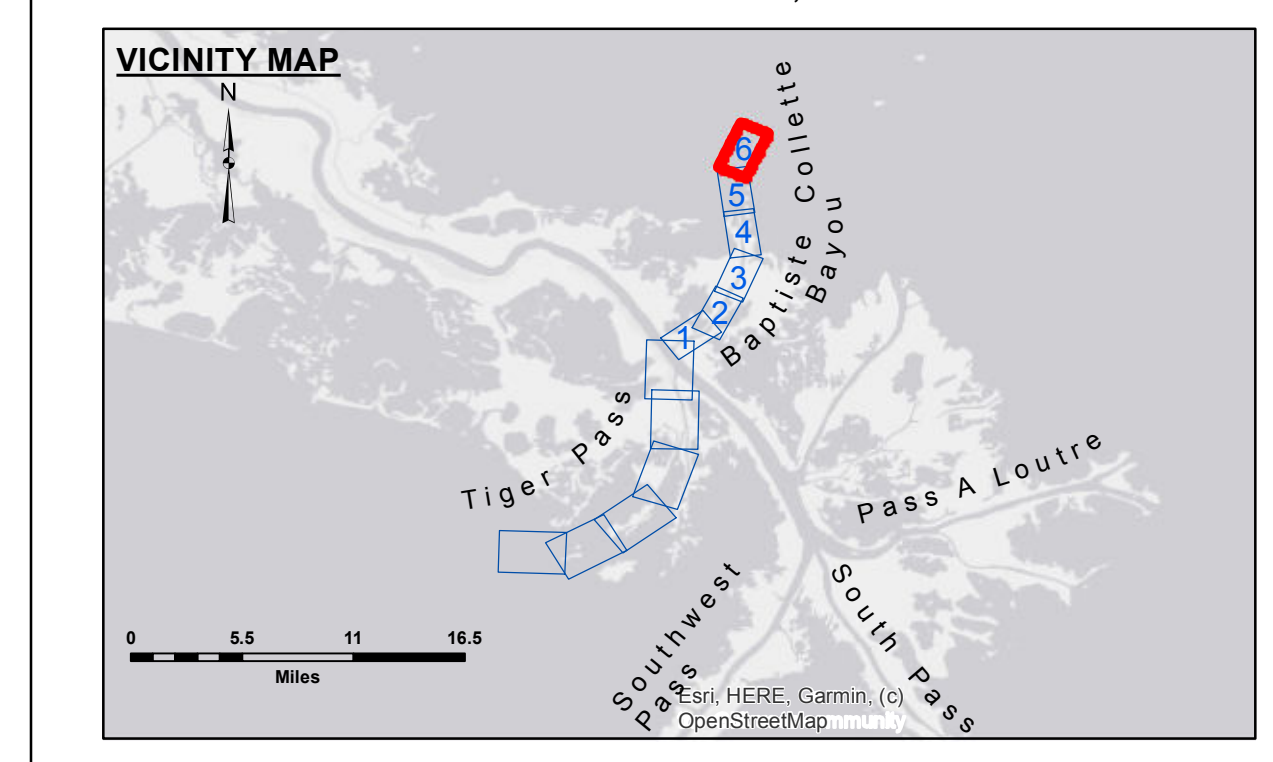 VICINITY MAP
N
6
5
4
3
2
1
Baptiste Collette
Bayou
Tiger Pass
Pass A Loutre
South Pass
Southwest
Pass
0 5.5 11 16.5
Miles
Esri, HERE, Garmin, (c)
OpenStreetMap mmunity